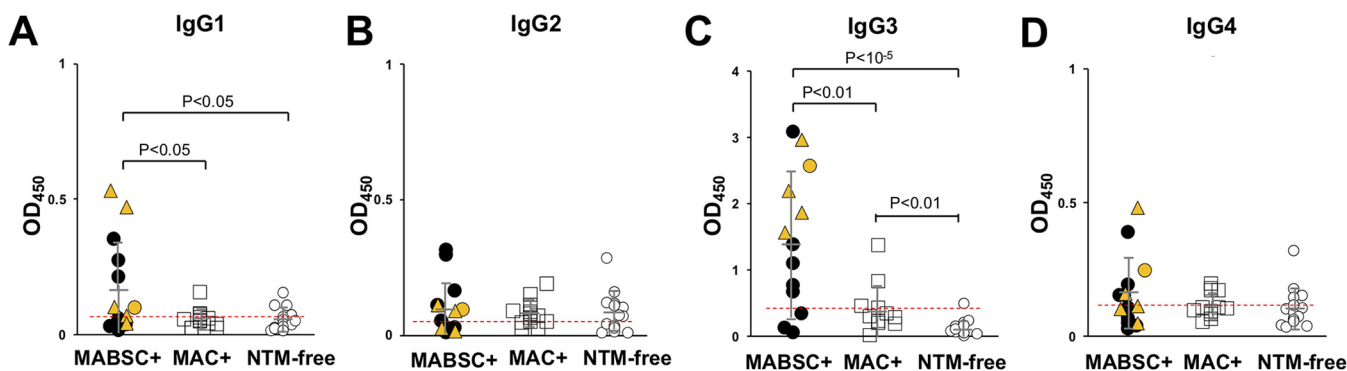 A
IgG1
OD450
1
0.5
0
P<0.05
P<0.05
MABSC+ MAC+ NTM-free
B
IgG2
OD450
1
0.5
0
MABSC+ MAC+ NTM-free
C
IgG3
OD450
4
3
2
1
0
P<10-5
P<0.01
P<0.01
MABSC+ MAC+ NTM-free
D
IgG4
OD450
1
0.5
0
MABSC+ MAC+ NTM-free